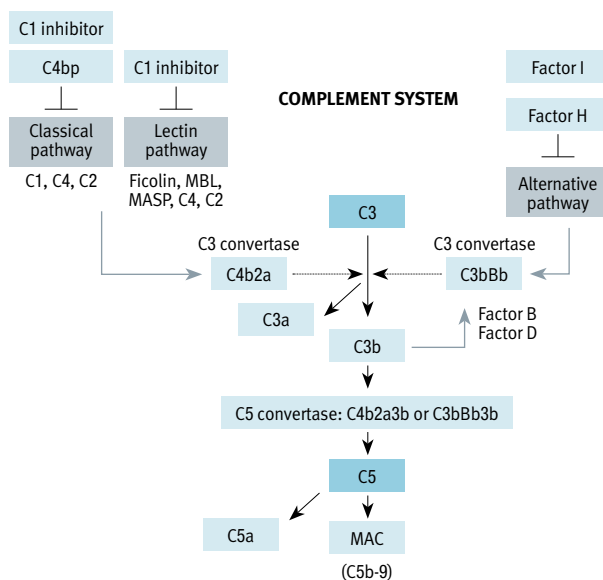 C1 inhibitor
C4bp
C1 inhibitor
Classical
pathway
Lectin
pathway
C1, C4, C2
Ficolin, MBL,
MASP, C4, C2
COMPLEMENT SYSTEM
Factor I
Factor H
Alternative
pathway
C3
C3 convertase
C4b2a
C3 convertase
C3bBb
C3a
Factor B
Factor D
C3b
C5 convertase: C4b2a3b or C3bBb3b
C5
C5a
MAC
(C5b-9)